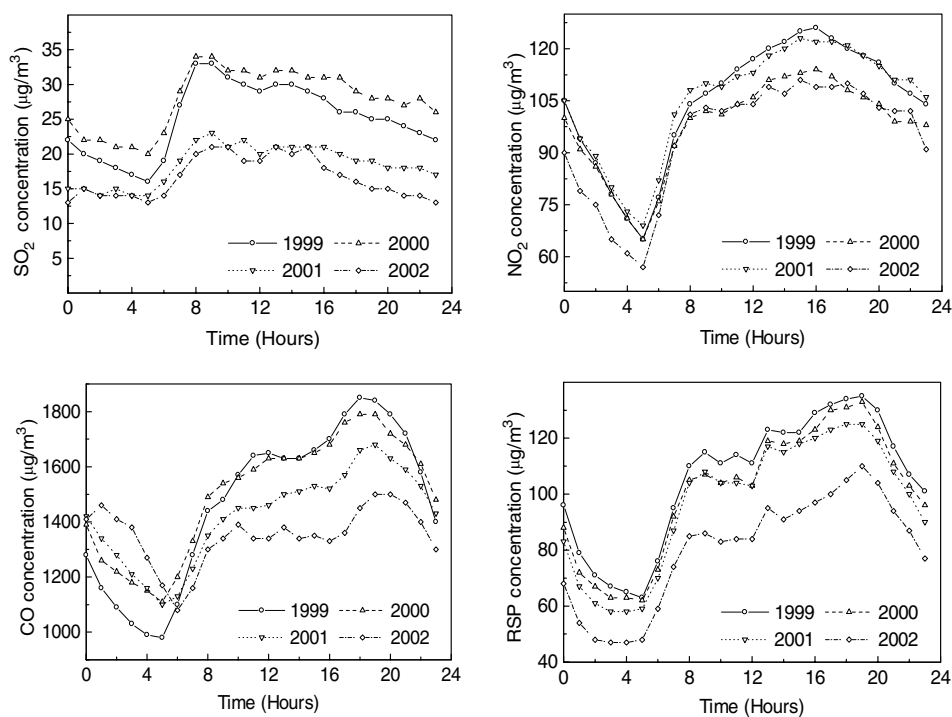 SO₂ concentration (μg/m³)
35
30
25
20
15
10
5
1999 2000
2001 2002
0 4 8 12 16 20 24
Time (Hours)
NO₂ concentration (μg/m³)
120
105
90
75
60
1999 2000
2001 2002
0 4 8 12 16 20 24
Time (Hours)
CO concentration (μg/m³)
1800
1600
1400
1200
1000
1999 2000
2001 2002
0 4 8 12 16 20 24
Time (Hours)
RSP concentration (μg/m³)
120
100
80
60
40
1999 2000
2001 2002
0 4 8 12 16 20 24
Time (Hours)